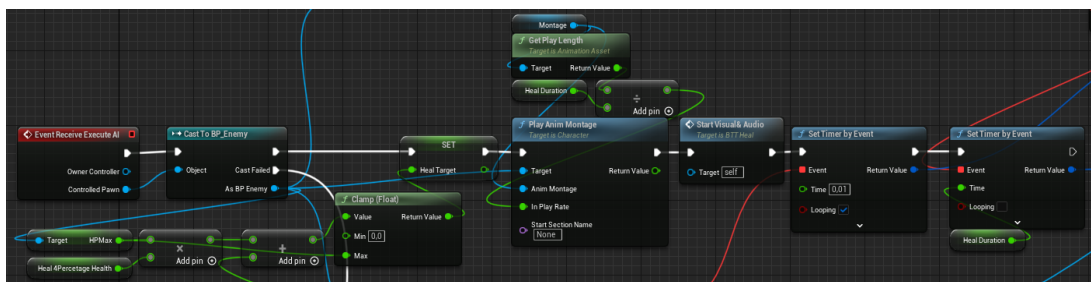 Montage
Get Play Length
Target is Animation Asset
Target
Return Value
Heal Duration
÷
Add pin
Event Receive Execute AI
Owner Controller
Controlled Pawn
Cast To BP_Enemy
Object
Cast Failed
As BP Enemy
SET
Heal Target
Play Anim Montage
Target is Character
Target
Return Value
Anim Montage
In Play Rate
Start Section Name
None
Start Visual& Audio
Target is BTT Heal
Target self
Set Timer by Event
Event
Return Value
Time 0,01
Looping
Set Timer by Event
Event
Return Value
Time
Looping
Heal Duration
Clamp (Float)
Value
Return Value
Min 0,0
Max
Target
HPMax
Heal 4Percetage Health
×
Add pin
+
Add pin